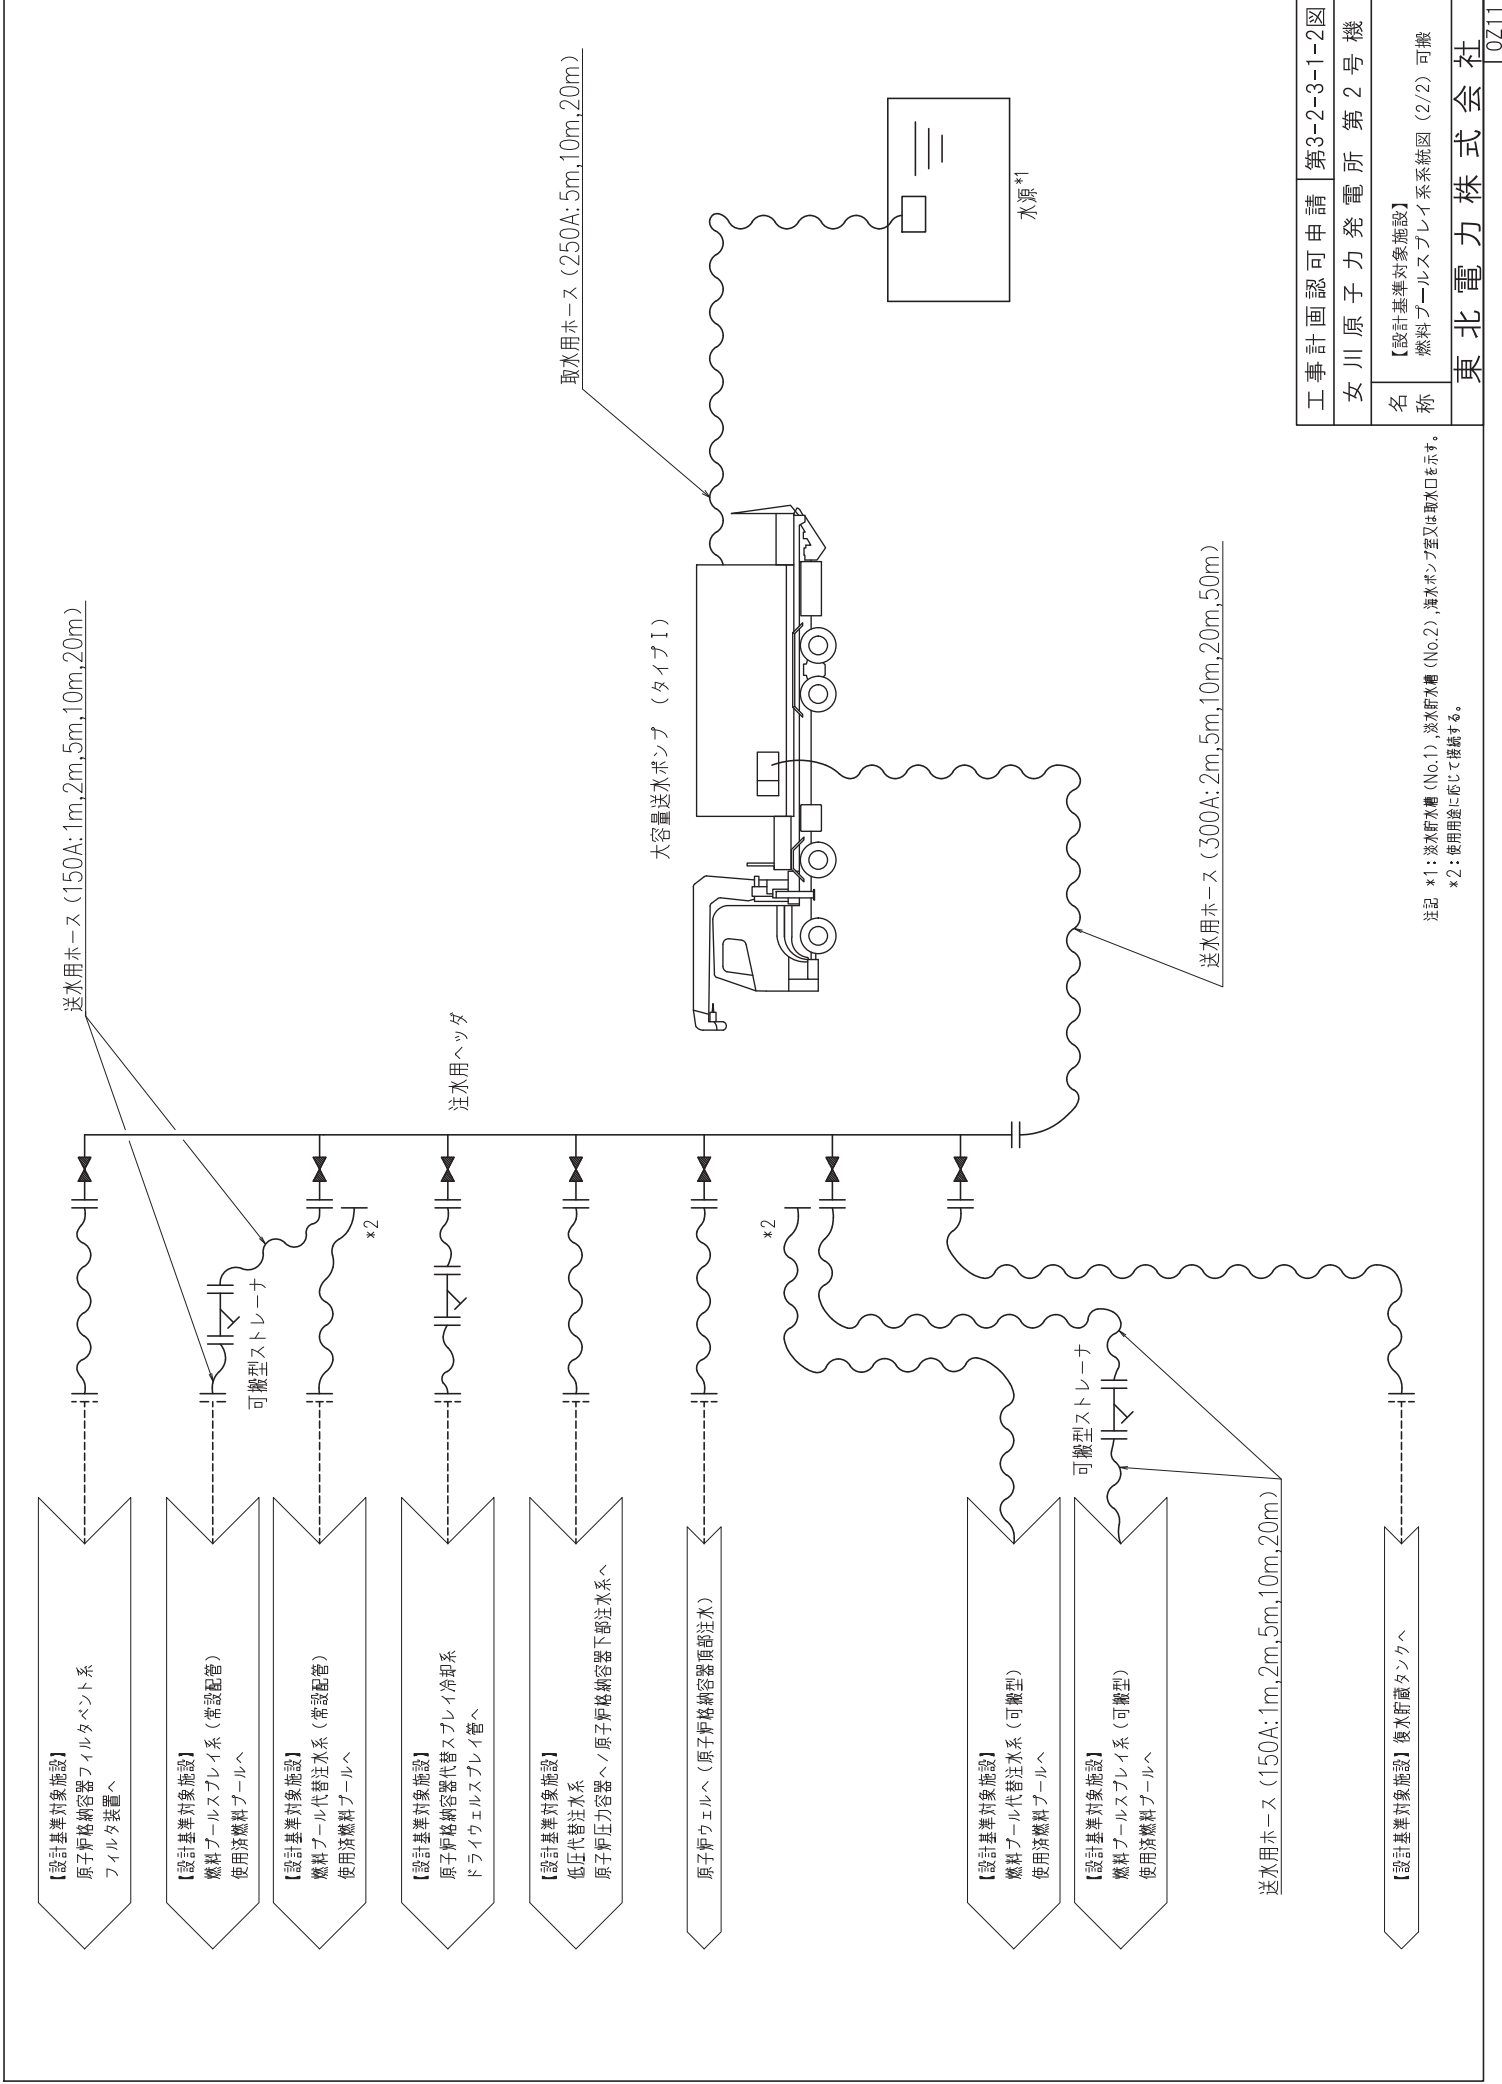 【設計基準対象施設】
原子炉格納容器フィルタベント系
フィルタ装置へ
【設計基準対象施設】
燃料プールスプレイ系（常設配管）
使用済燃料プールへ
【設計基準対象施設】
燃料プール代替注水系（常設配管）
使用済燃料プールへ
【設計基準対象施設】
原子炉格納容器代替スプレイ冷却系
ドライウェルスプレイ管へ
【設計基準対象施設】
低圧代替注水系
原子炉圧力容器へ／原子炉格納容器下部注水系へ
原子炉ウェルへ（原子炉格納容器頂部注水）
【設計基準対象施設】
燃料プール代替注水系（可搬型）
使用済燃料プールへ
【設計基準対象施設】
燃料プールスプレイ系（可搬型）
使用済燃料プールへ
【設計基準対象施設】復水貯蔵タンクへ
送水用ホース（150A:1m,2m,5m,10m,20m）
可搬型ストレーナ
*2
注水用ヘッダ
*2
可搬型ストレーナ
送水用ホース（150A:1m,2m,5m,10m,20m）
大容量送水ポンプ （タイプⅠ）
取水用ホース（250A:5m,10m,20m）
水源*1
送水用ホース（300A:2m,5m,10m,20m,50m）
注記 *1：淡水貯水槽（No.1）,淡水貯水槽（No.2）,海水ポンプ室又は取水口を示す。
*2：使用用途に応じて接続する。
工事計画認可申請 第3-2-3-1-2図
女川原子力発電所 第2号機
名称
【設計基準対象施設】
燃料プールスプレイ系系統図（2/2）可搬
東北電力株式会社
0Z11